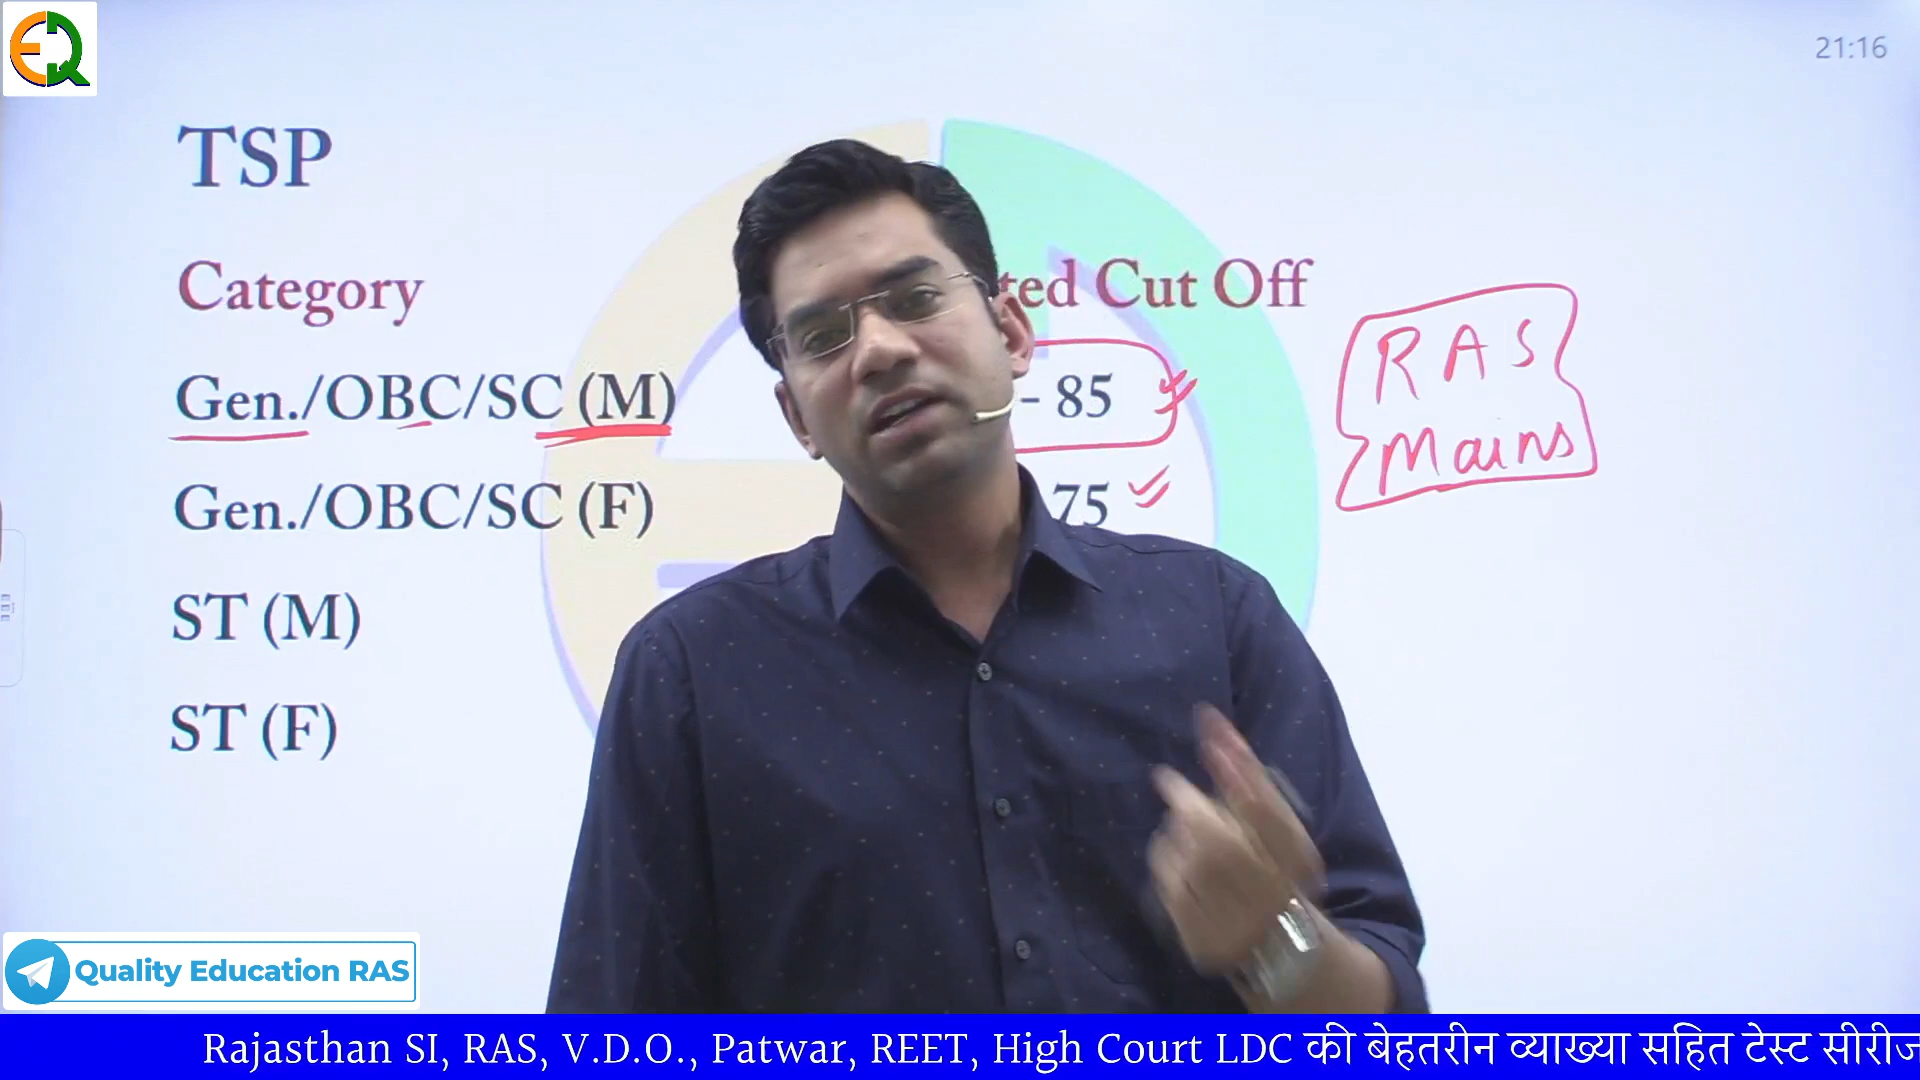 21:16
TSP
Category ted Cut Off
Gen./OBC/SC (M) - 85
RAS
Mains
Gen./OBC/SC (F) 75
ST (M)
ST (F)
Quality Education RAS
Rajasthan SI, RAS, V.D.O., Patwar, REET, High Court LDC की बेहतरीन व्याख्या सहित टेस्ट सीरीज